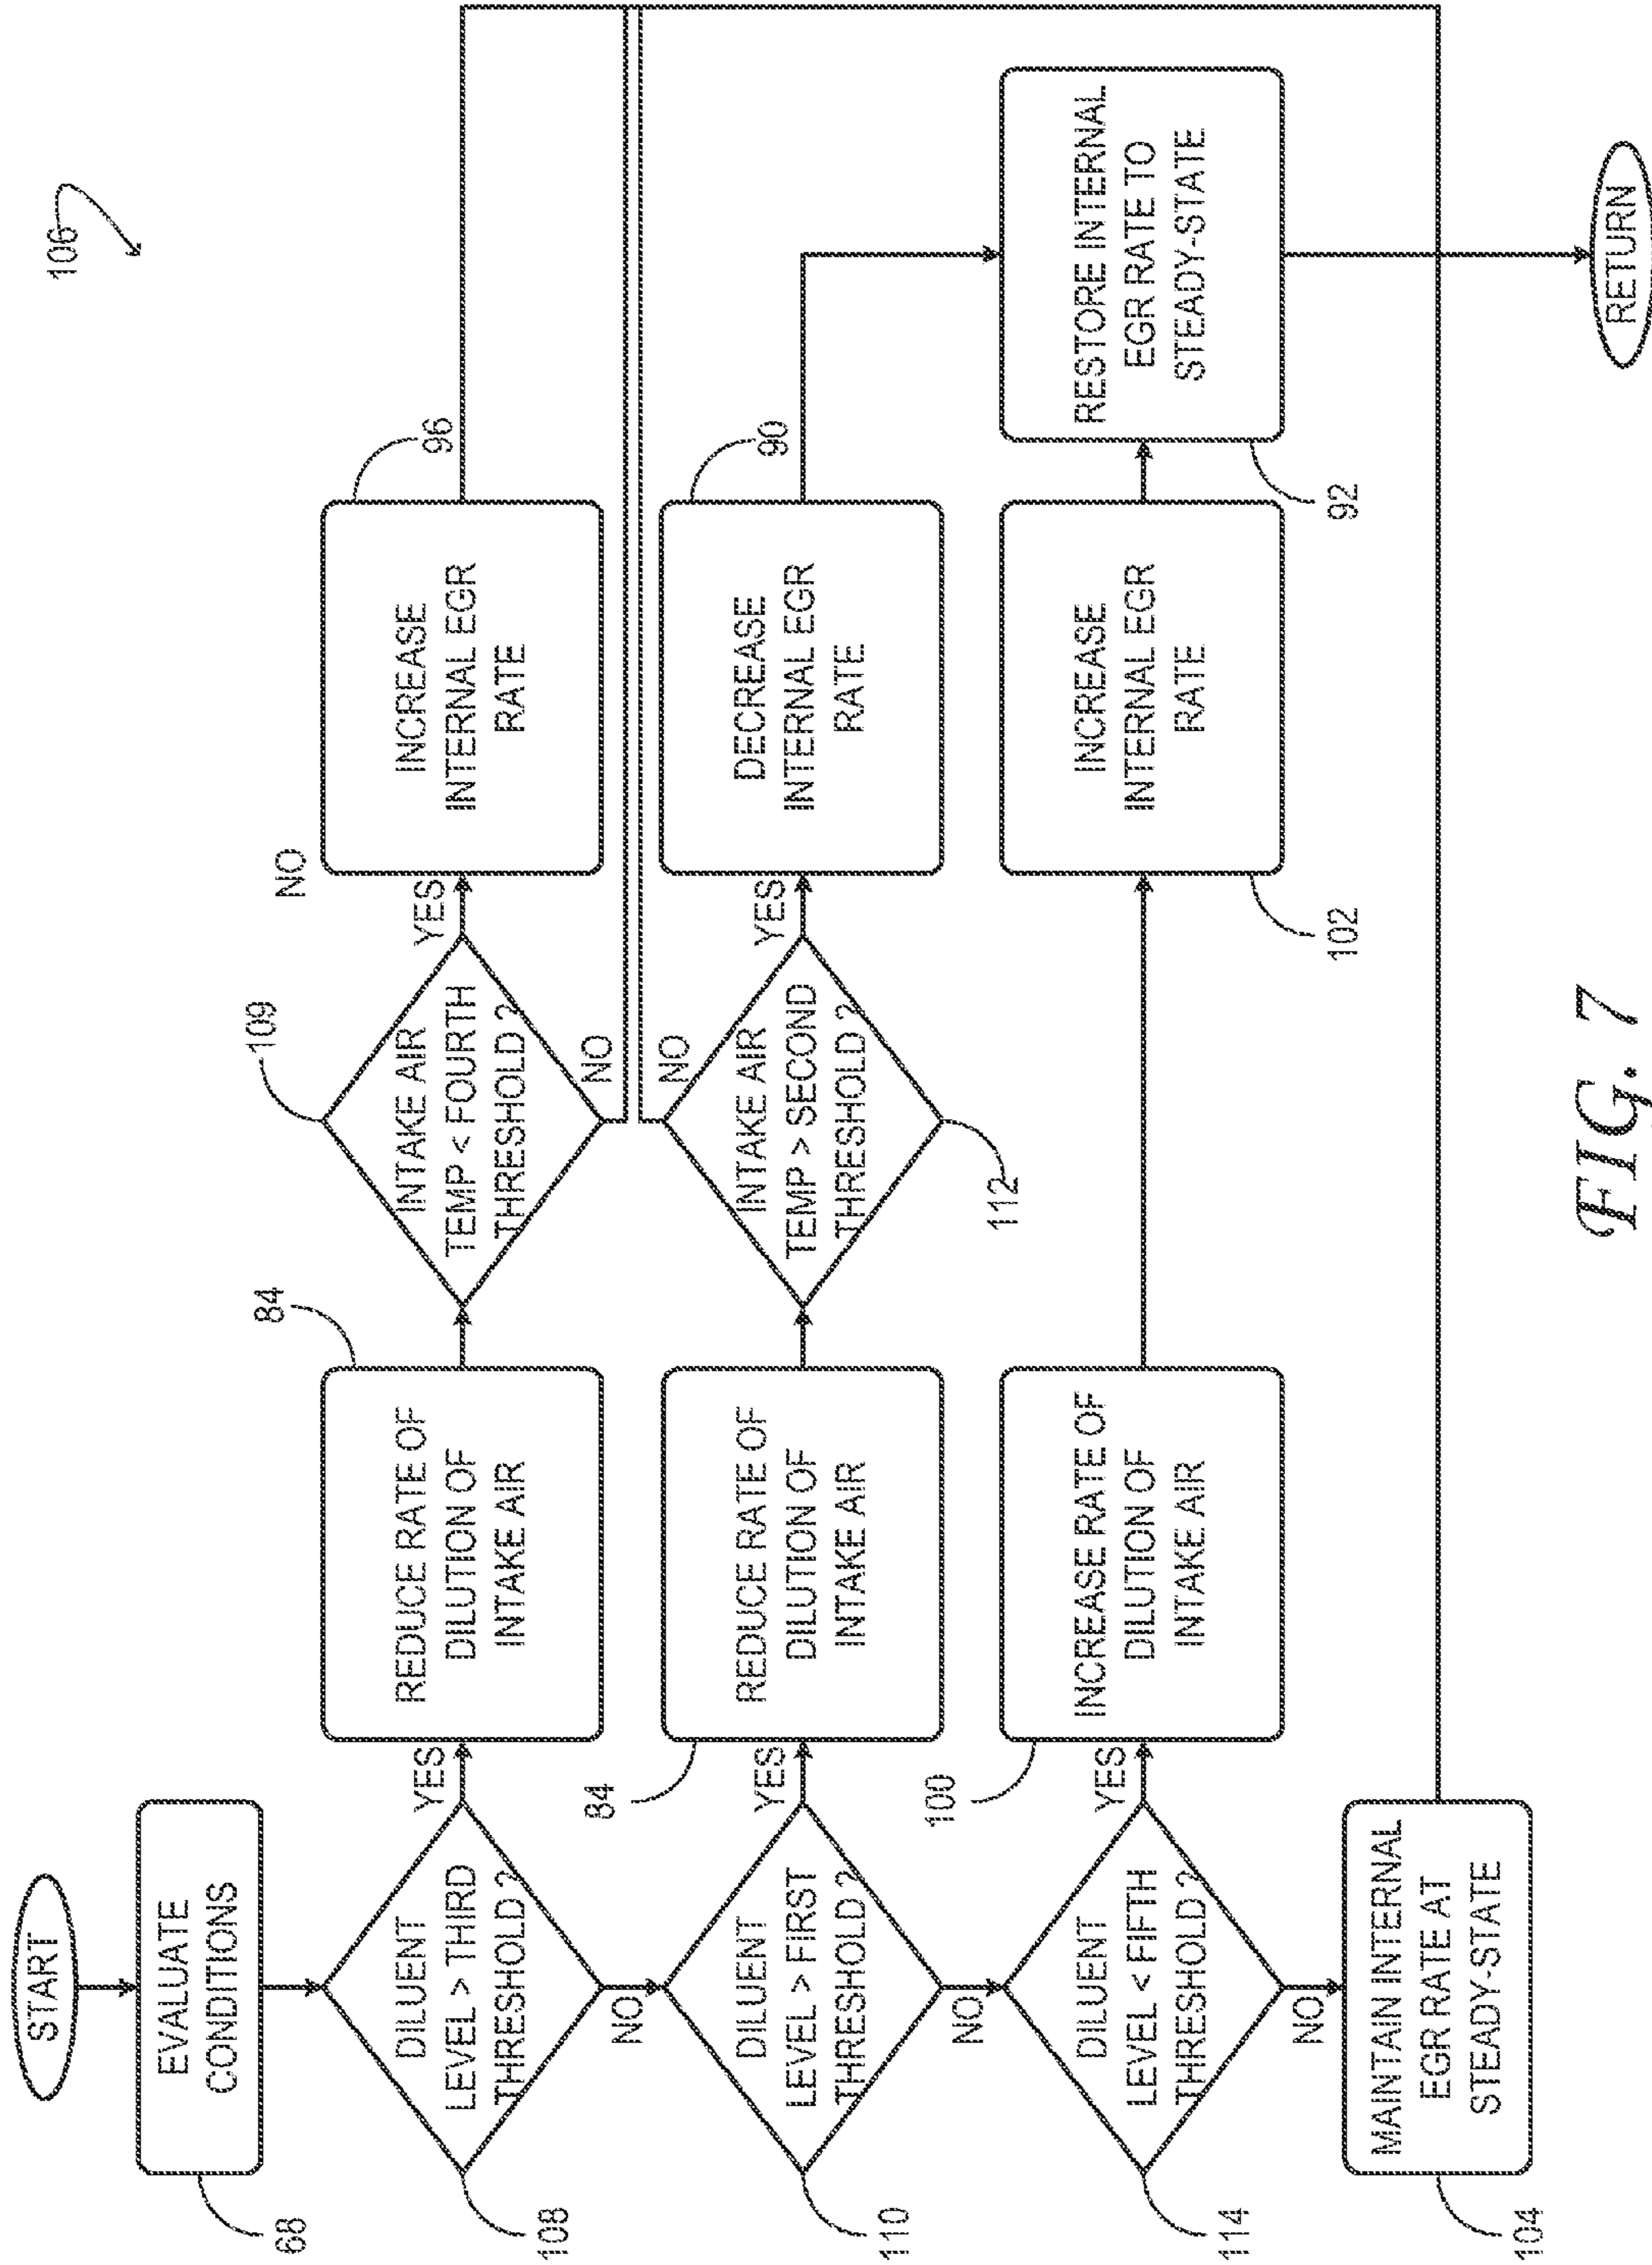 106
START
EVALUATE
CONDITIONS
68
DILUENT
LEVEL > THIRD
THRESHOLD ?
108
YES
NO
REDUCE RATE OF
DILUTION OF
INTAKE AIR
84
INTAKE AIR
TEMP < FOURTH
THRESHOLD ?
109
YES
NO
NO
INCREASE
INTERNAL EGR
RATE
96
DILUENT
LEVEL > FIRST
THRESHOLD ?
110
YES
NO
REDUCE RATE OF
DILUTION OF
INTAKE AIR
84
INTAKE AIR
TEMP > SECOND
THRESHOLD ?
112
NO
YES
DECREASE
INTERNAL EGR
RATE
90
DILUENT
LEVEL < FIFTH
THRESHOLD ?
114
YES
NO
INCREASE RATE OF
DILUTION OF
INTAKE AIR
100
INCREASE
INTERNAL EGR
RATE
102
RESTORE INTERNAL
EGR RATE TO
STEADY-STATE
92
MAINTAIN INTERNAL
EGR RATE AT
STEADY-STATE
104
RETURN
FIG. 7